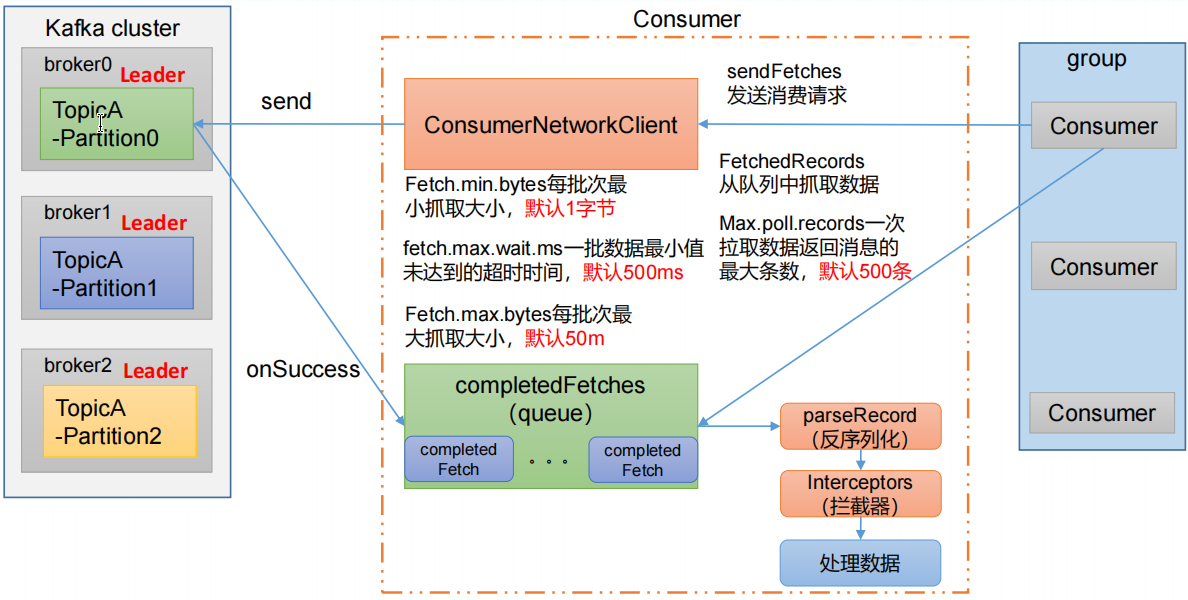 Consumer
Kafka cluster
broker0
Leader
TopicA
-Partition0
broker1
Leader
TopicA
-Partition1
broker2
Leader
TopicA
-Partition2
send
onSuccess
ConsumerNetworkClient
Fetch.min.bytes每批次最
小抓取大小，默认1字节
fetch.max.wait.ms一批数据最小值
未达到的超时时间，默认500ms
Fetch.max.bytes每批次最
大抓取大小，默认50m
completedFetches
（queue）
completed
Fetch
。。。
completed
Fetch
sendFetches
发送消费请求
FetchedRecords
从队列中抓取数据
Max.poll.records一次
拉取数据返回消息的
最大条数，默认500条
parseRecord
（反序列化）
Interceptors
（拦截器）
处理数据
group
Consumer
Consumer
Consumer